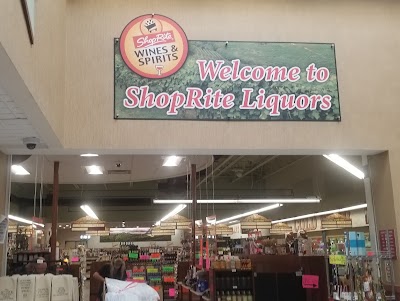 ShopRite
WINES &
SPIRITS
Welcome to
ShopRite Liquors